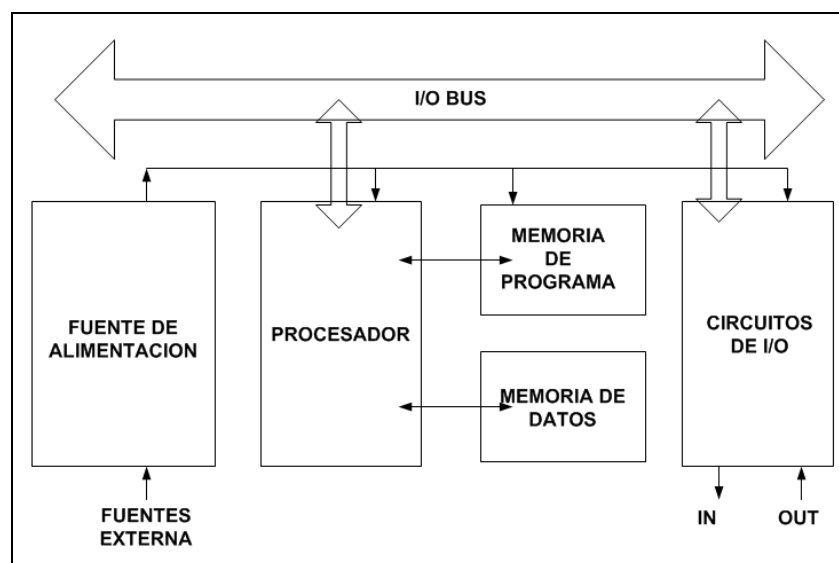 I/O BUS
FUENTE DE
ALIMENTACION
PROCESADOR
MEMORIA
DE
PROGRAMA
MEMORIA DE
DATOS
CIRCUITOS
DE I/O
FUENTES
EXTERNA
IN
OUT